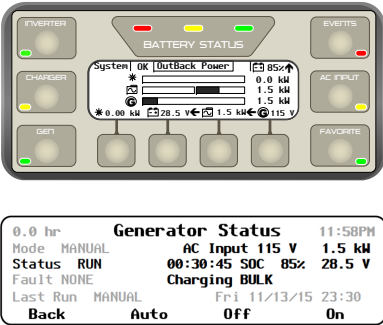 INVERTER
EVENTS
BATTERY STATUS
System OK OutBack Power 85%
0.0 kW
CHARGER
AC INPUT
1.5 kW
G 1.5 kW
0.00 kW 28.5 V 1.5 kW G 115 V
GEN
FAVORITE
0.0 hr Generator Status 11:58PM
Mode MANUAL AC Input 115 V 1.5 kW
Status RUN 00:30:45 SOC 85% 28.5 V
Fault NONE Charging BULK
Last Run MANUAL Fri 11/13/15 23:30
Back Auto Off On